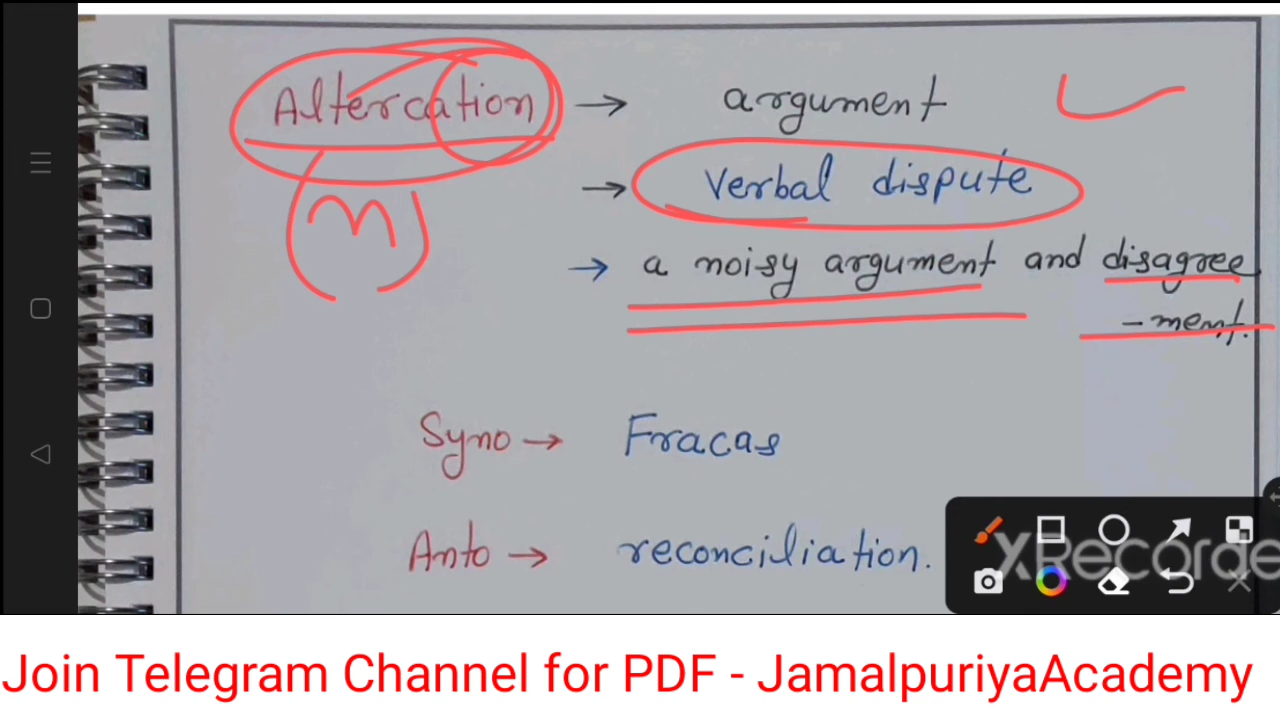 Altercation → argument
→ Verbal dispute
(n)
→ a noisy argument and disagree
-ment.
Syno → Fracas
Anto → reconciliation.
XRecorde
Join Telegram Channel for PDF - JamalpuriyaAcademy